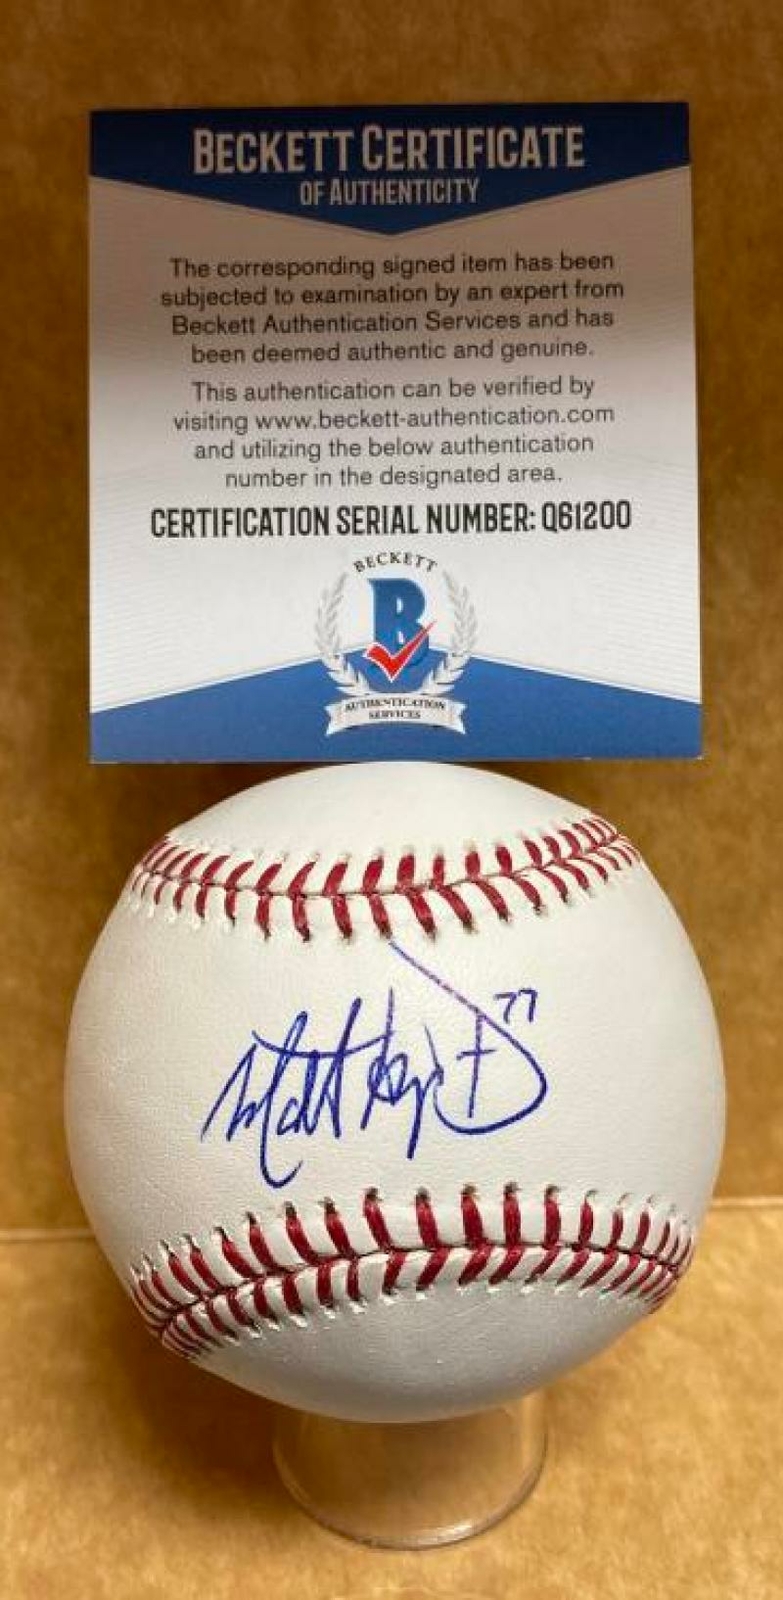 BECKETT CERTIFICATE
OF AUTHENTICITY
The corresponding signed item has been
subjected to examination by an expert from
Beckett Authentication Services and has
been deemed authentic and genuine.
This authentication can be verified by
visiting www.beckett-authentication.com
and utilizing the below authentication
number in the designated area.
CERTIFICATION SERIAL NUMBER: Q61200
BECKETT
B
AUTHENTICATION
SERVICES
Matt 77